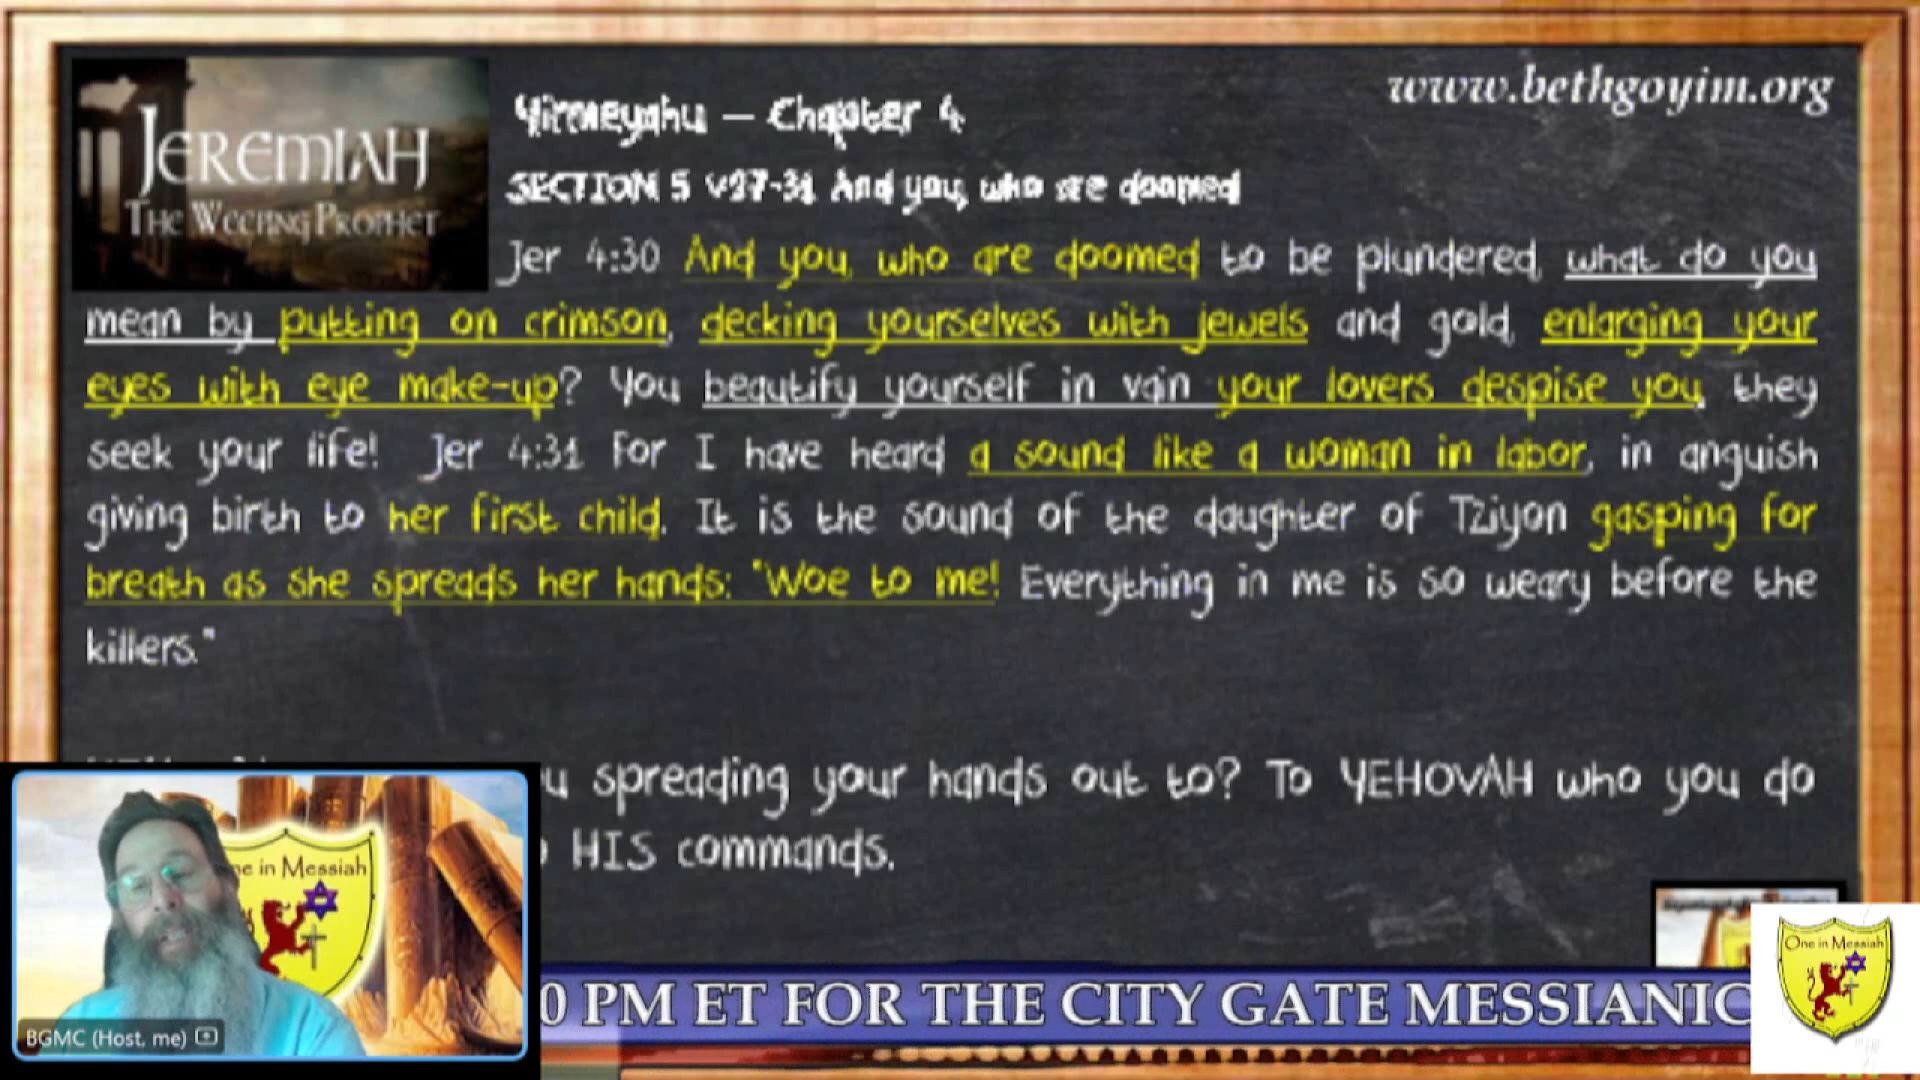 www.bethgoyim.org
JEREMIAH
THE WEEPING PROPHET
Yirmeyahu – Chapter 4
SECTION 5 v27-31 And you, who are doomed
Jer 4:30 And you, who are doomed to be plundered, what do you
mean by putting on crimson, decking yourselves with jewels and gold, enlarging your
eyes with eye make-up? You beautify yourself in vain your lovers despise you, they
seek your life! Jer 4:31 For I have heard a sound like a woman in labor, in anguish
giving birth to her first child. It is the sound of the daughter of Tziyon gasping for
breath as she spreads her hands: "Woe to me! Everything in me is so weary before the
killers."
u spreading your hands out to? To YEHOVAH who you do
HIS commands.
ne in Messiah
BGMC (Host, me)
0 PM ET FOR THE CITY GATE MESSIANIC
One in Messiah